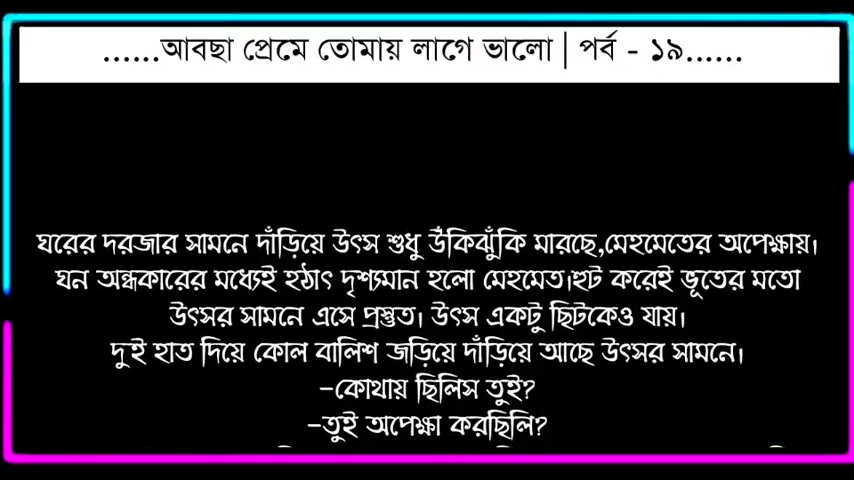 ......আবছা প্রেমে তোমায় লাগে ভালো | পর্ব - ১৯......
ঘরের দরজার সামনে দাঁড়িয়ে উৎস শুধু উঁকিঝুঁকি মারছে,মেহমেতের অপেক্ষায়।
ঘন অন্ধকারের মধ্যেই হঠাৎ দৃশ্যমান হলো মেহমেত।হুট করেই ভূতের মতো
উৎসর সামনে এসে প্রস্তুত। উৎস একটু ছিটকেও যায়।
দুই হাত দিয়ে কোল বালিশ জড়িয়ে দাঁড়িয়ে আছে উৎসর সামনে।
-কোথায় ছিলিস তুই?
-তুই অপেক্ষা করছিলি?